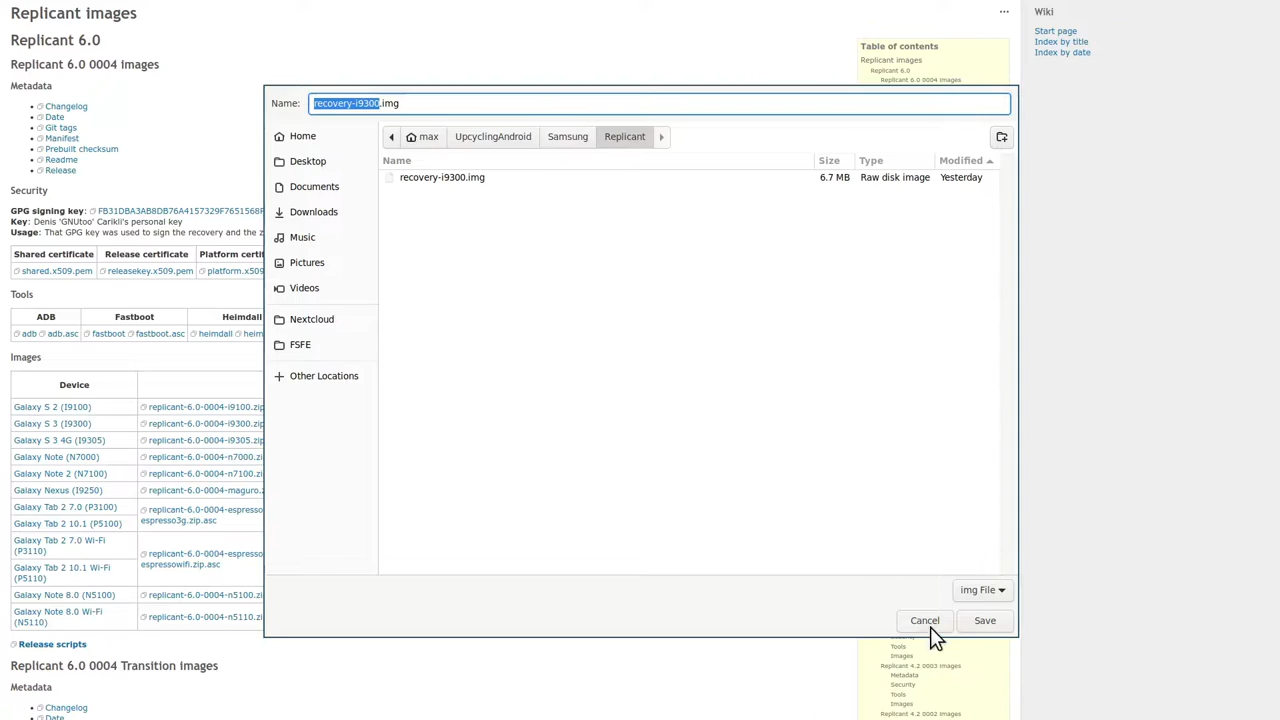 Replicant images
...
Wiki
Replicant 6.0
Start page
Index by title
Index by date
Table of contents
Replicant images
Replicant 6.0
Replicant 6.0 0004 images
Replicant 6.0 0004 images
Metadata
Changelog
Date
Git tags
Manifest
Prebuilt checksum
Readme
Release
Security
GPG signing key: FB31DBA3AB8DB76A4157329F7651568F
Key: Denis 'GNUtoo' Carikli's personal key
Usage: That GPG key was used to sign the recovery and the z
Shared certificate Release certificate Platform certif
shared.x509.pem releasekey.x509.pem platform.x509
Tools
ADB Fastboot Heimdall
adb adb.asc fastboot fastboot.asc heimdall heim
Images
Device
Galaxy S 2 (I9100) replicant-6.0-0004-i9100.zip
Galaxy S 3 (I9300) replicant-6.0-0004-i9300.zip
Galaxy S 3 4G (I9305) replicant-6.0-0004-i9305.zip
Galaxy Note (N7000) replicant-6.0-0004-n7000.zi
Galaxy Note 2 (N7100) replicant-6.0-0004-n7100.zi
Galaxy Nexus (I9250) replicant-6.0-0004-maguro.z
Galaxy Tab 2 7.0 (P3100) replicant-6.0-0004-espresso
Galaxy Tab 2 10.1 (P5100) espresso3g.zip.asc
Galaxy Tab 2 7.0 Wi-Fi
(P3110) replicant-6.0-0004-espresso
Galaxy Tab 2 10.1 Wi-Fi espressowifi.zip.asc
(P5110)
Galaxy Note 8.0 (N5100) replicant-6.0-0004-n5100.zi
Galaxy Note 8.0 Wi-Fi
(N5110) replicant-6.0-0004-n5110.zi
Release scripts
Replicant 6.0 0004 Transition images
Metadata
Changelog
Date
Name: recovery-i9300.img
Home
Desktop
Documents
Downloads
Music
Pictures
Videos
Nextcloud
FSFE
Other Locations
max UpcyclingAndroid Samsung Replicant
Name Size Type Modified
recovery-i9300.img 6.7 MB Raw disk image Yesterday
img File
Cancel Save
Tools
Images
Replicant 4.2 0003 images
Metadata
Security
Tools
Images
Replicant 4.2 0002 images